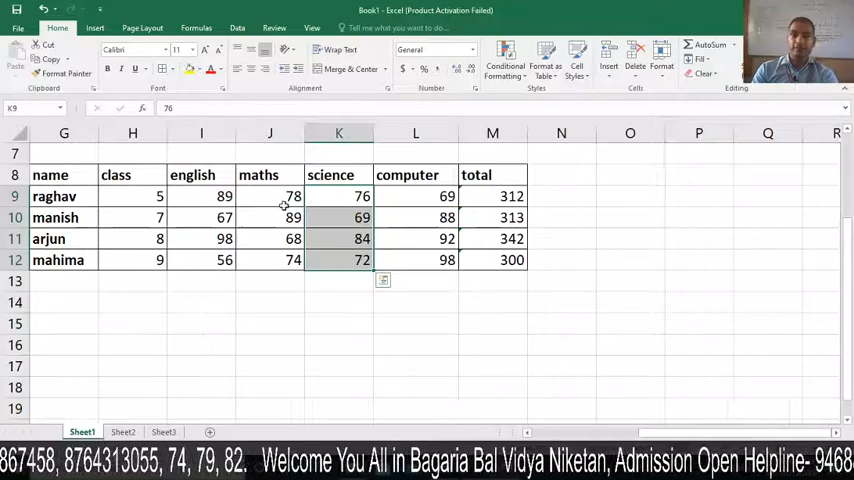 Book1 - Excel (Product Activation Failed)
File Home Insert Page Layout Formulas Data Review View Tell me what you want to do...
Cut Calibri 11 Wrap Text General AutoSum
Copy Fill
Paste Format Painter Merge & Center Conditional Formatting Format as Table Cell Styles Insert Delete Format Clear
Clipboard Font Alignment Number Styles Cells Editing
K9 fx 76
G H I J K L M N O P Q R
7
8 name class english maths science computer total
9 raghav 5 89 78 76 69 312
10 manish 7 67 89 69 88 313
11 arjun 8 98 68 84 92 342
12 mahima 9 56 74 72 98 300
13
14
15
16
17
18
19
Sheet1 Sheet2 Sheet3
867458, 8764313055, 74, 79, 82. Welcome You All in Bagaria Bal Vidya Niketan, Admission Open Helpline- 9468